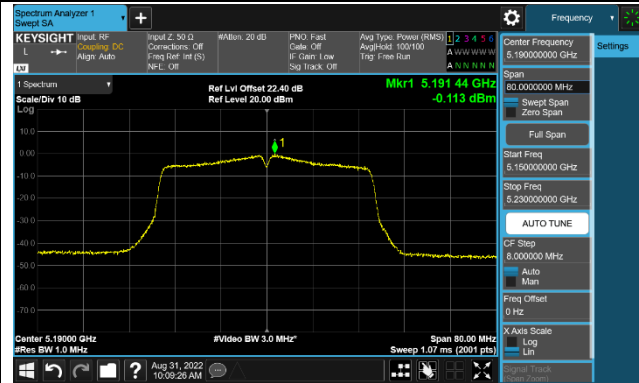 Spectrum Analyzer 1
Swept SA
Frequency
KEYSIGHT
Input: RF
Coupling: DC
Align: Auto
Input Z: 50 Ω
Corrections: Off
Freq Ref: Int (S)
NFE: Off
#Atten: 20 dB
PNO: Fast
Gate: Off
IF Gain: Low
Sig Track: Off
Avg Type: Power (RMS)
Avg|Hold: 100/100
Trig: Free Run
1 2 3 4 5 6
A W W W W W
A N N N N N
L
LXI
1 Spectrum
Scale/Div 10 dB
Log
Ref Lvl Offset 22.40 dB
Ref Level 20.00 dBm
Mkr1 5.191 44 GHz
-0.113 dBm
1
10.0
0.00
-10.0
-20.0
-30.0
-40.0
-50.0
-60.0
-70.0
Center 5.19000 GHz
#Res BW 1.0 MHz
#Video BW 3.0 MHz*
Span 80.00 MHz
Sweep 1.07 ms (2001 pts)
Aug 31, 2022
10:09:26 AM
Center Frequency
5.190000000 GHz
Settings
Span
80.0000000 MHz
Swept Span
Zero Span
Full Span
Start Freq
5.150000000 GHz
Stop Freq
5.230000000 GHz
AUTO TUNE
CF Step
8.000000 MHz
Auto
Man
Freq Offset
0 Hz
X Axis Scale
Log
Lin
Signal Track
(Span Zoom)